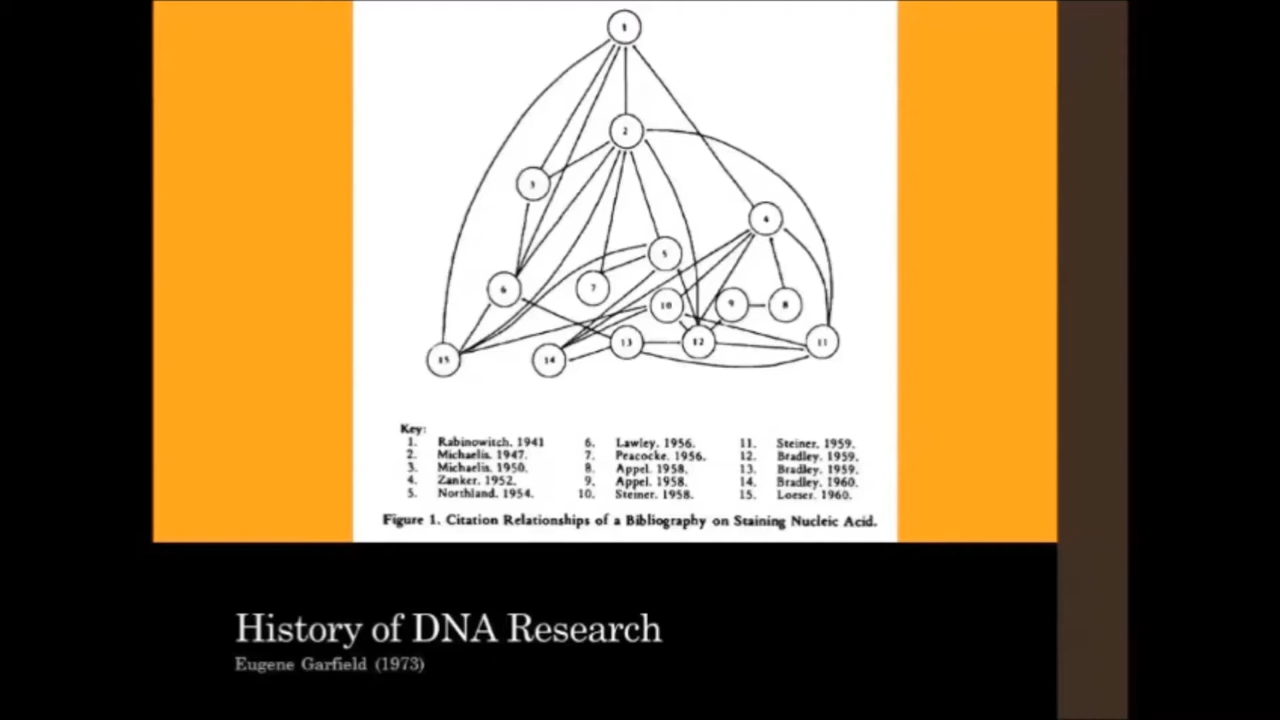 1
2
3
4
5
6
7
10
9
8
13
12
11
15
14
Key:
1. Rabinowitch. 1941 6. Lawley. 1956. 11. Steiner. 1959.
2. Michaelis. 1947. 7. Peacocke. 1956. 12. Bradley. 1959.
3. Michaelis. 1950. 8. Appel. 1958. 13. Bradley. 1959.
4. Zanker. 1952. 9. Appel. 1958. 14. Bradley. 1960.
5. Northland. 1954. 10. Steiner. 1958. 15. Loeser. 1960.
Figure 1. Citation Relationships of a Bibliography on Staining Nucleic Acid.
History of DNA Research
Eugene Garfield (1973)